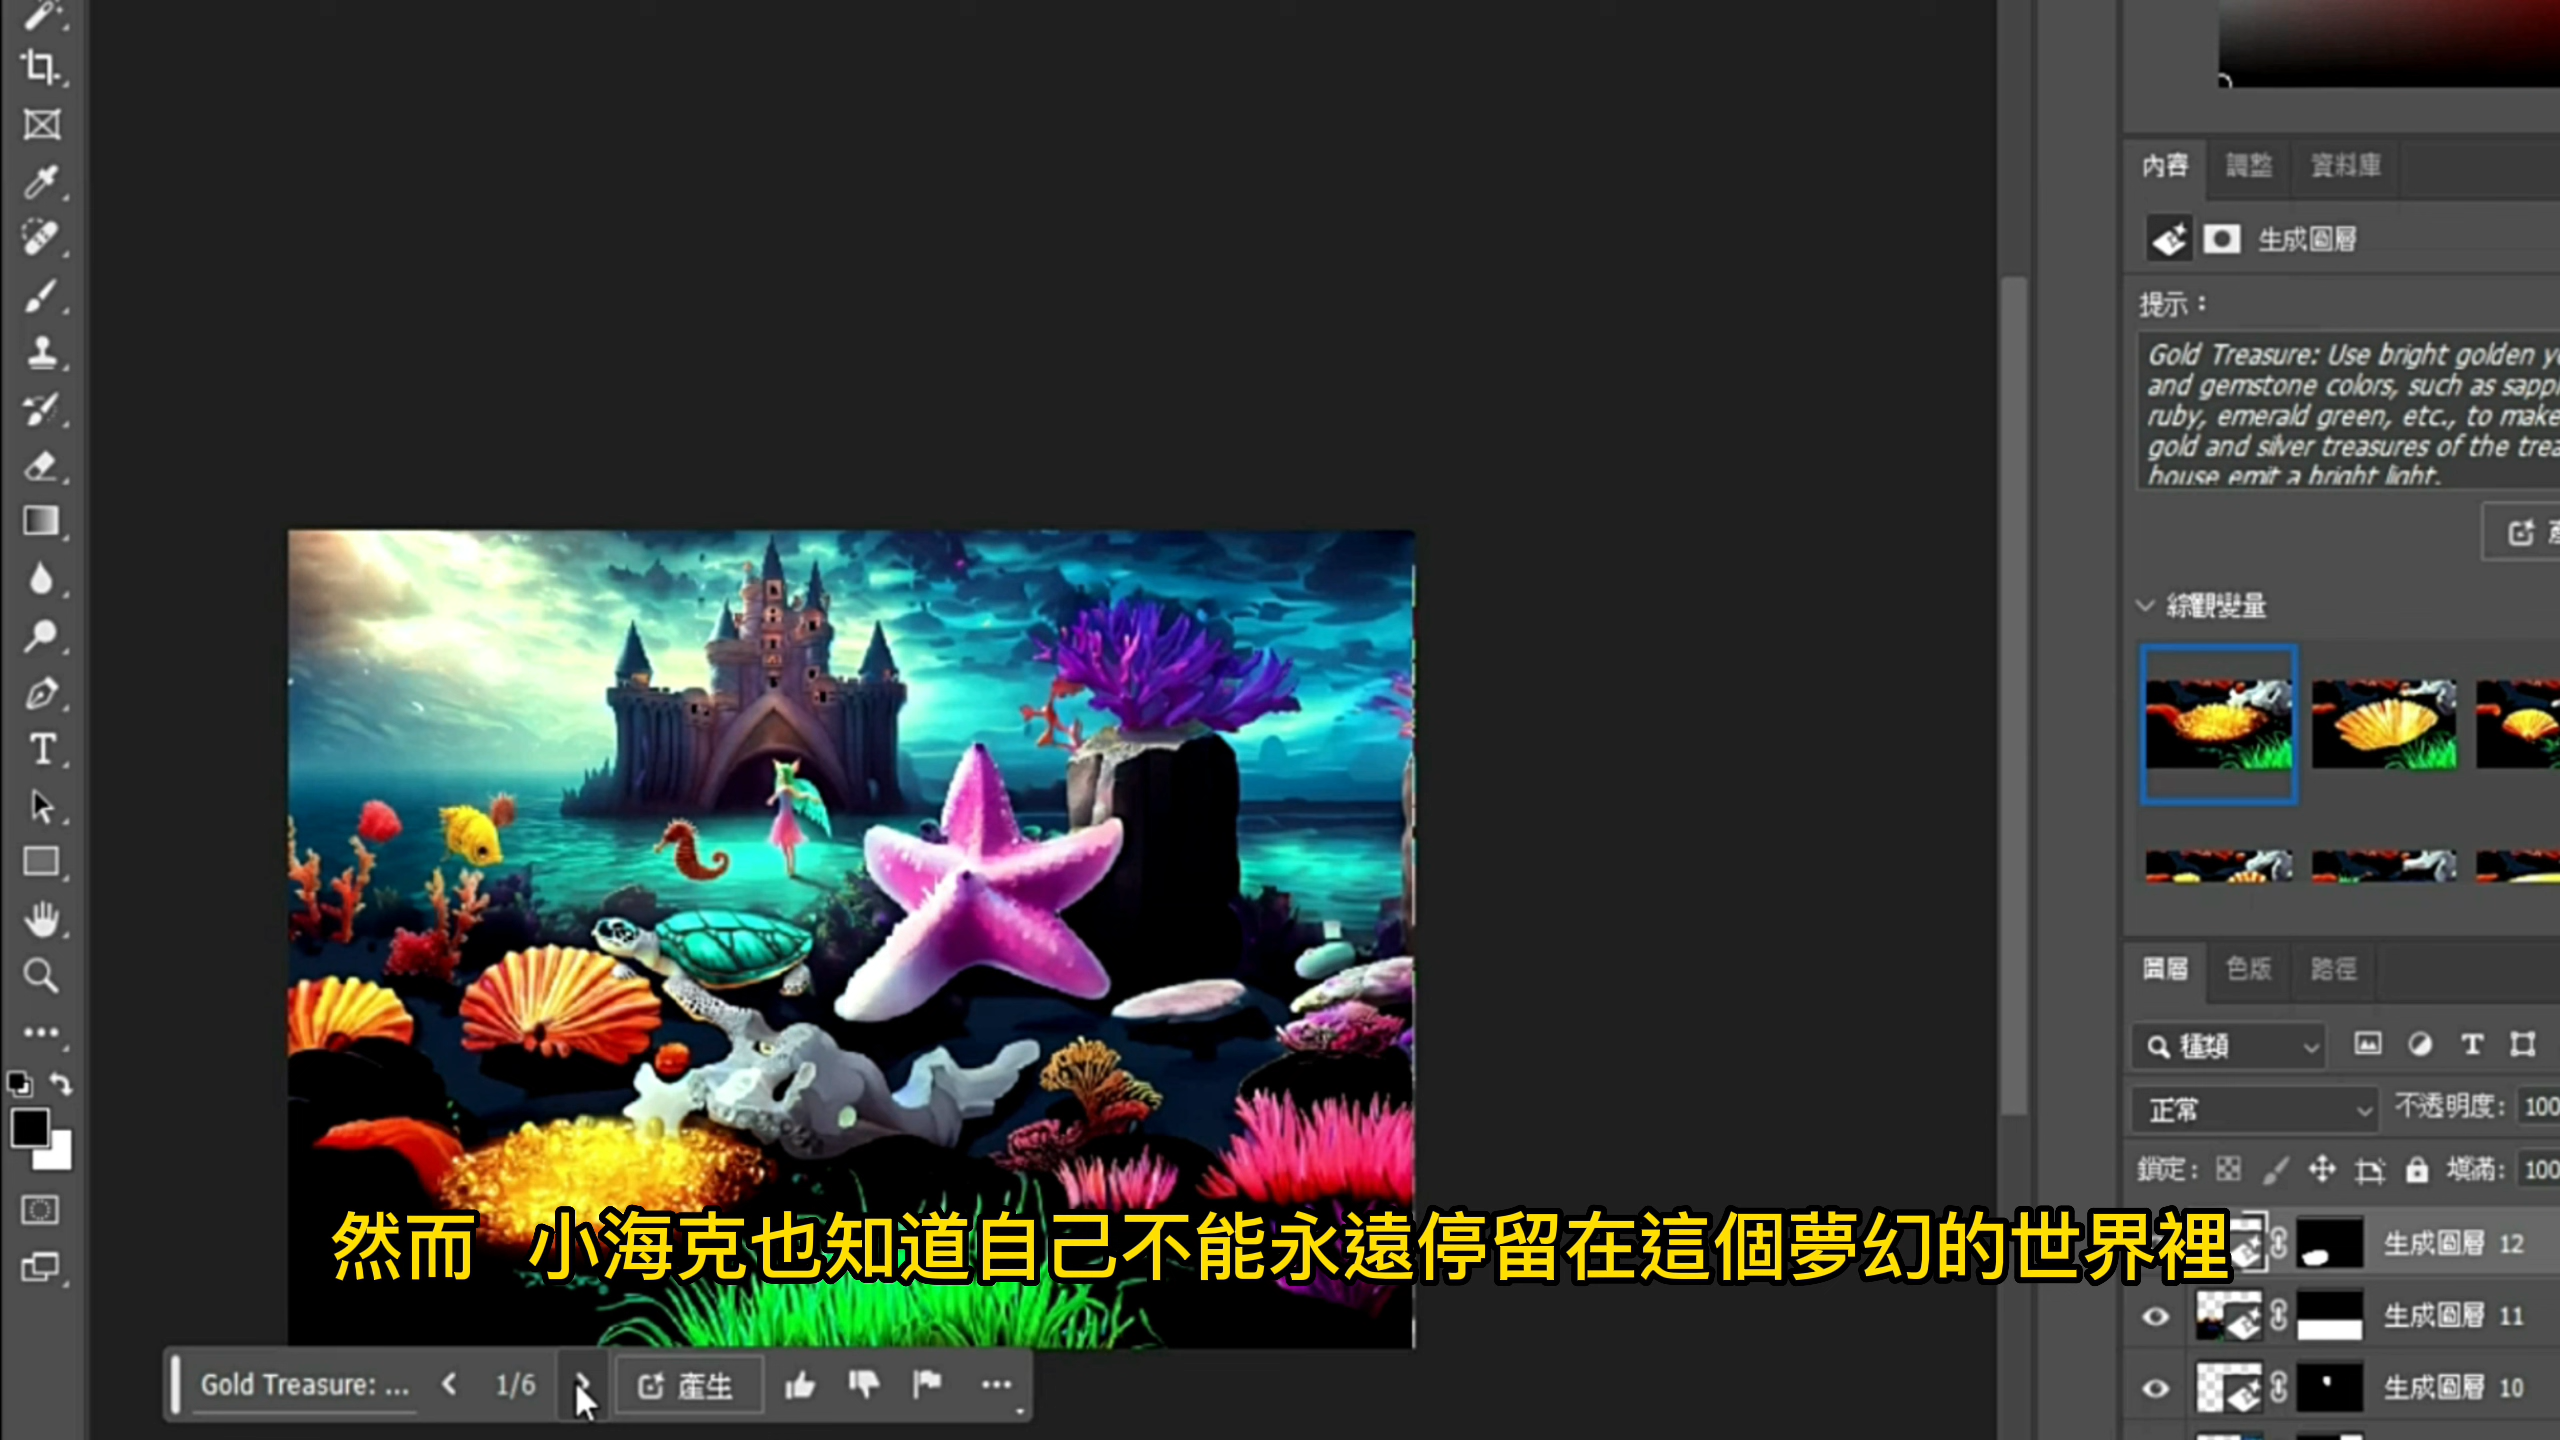 內容 調整 資料庫
生成圖層
提示：
Gold Treasure: Use bright golden
and gemstone colors, such as
ruby, emerald green, etc., to make
gold and silver treasures of the
house emit a bright light.
綜觀變量
圖層 色版 路徑
種類
正常 不透明度: 100
鎖定: 填滿: 100
然而 小海克也知道自己不能永遠停留在這個夢幻的世界裡
生成圖層 12
生成圖層 11
生成圖層 10
Gold Treasure: ... 1/6 產生